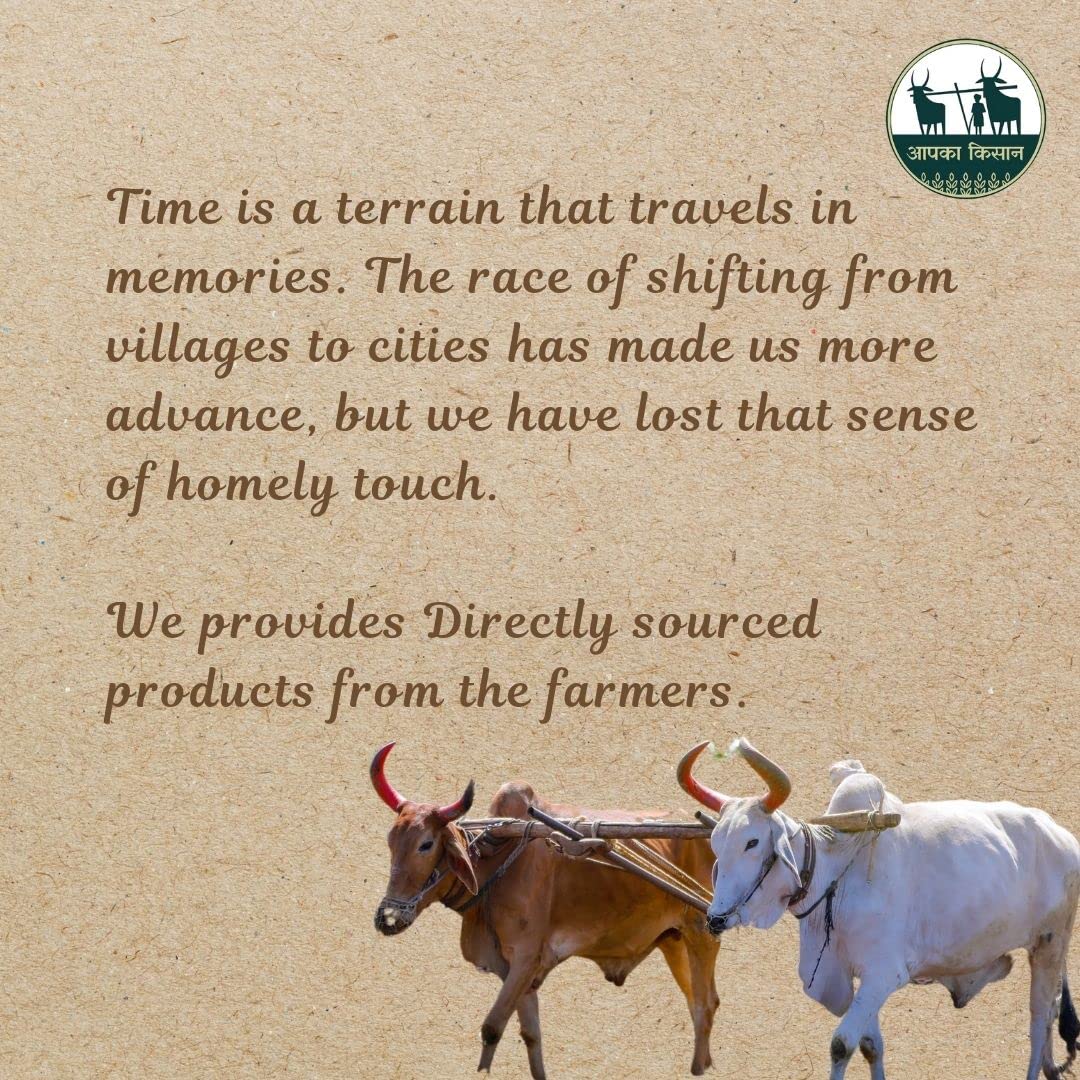 आपका किसान
Time is a terrain that travels in
memories. The race of shifting from
villages to cities has made us more
advance, but we have lost that sense
of homely touch.
We provides Directly sourced
products from the farmers.